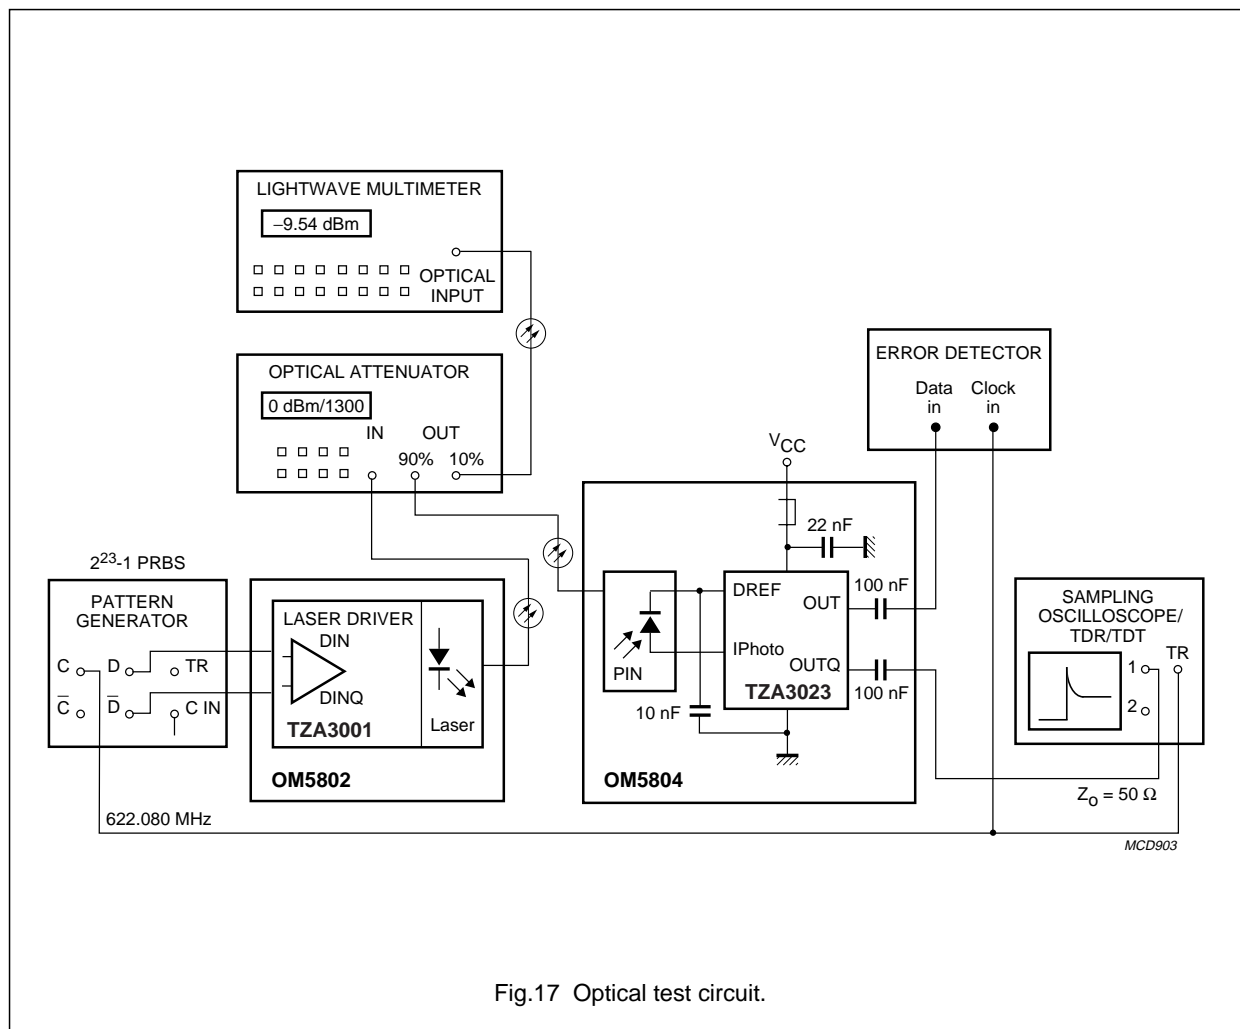 LIGHTWAVE MULTIMETER
−9.54 dBm
OPTICAL
INPUT
OPTICAL ATTENUATOR
0 dBm/1300
IN
OUT
90%
10%
ERROR DETECTOR
Data
in
Clock
in
VCC
22 nF
2²³-1 PRBS
PATTERN
GENERATOR
C
D
TR
C̅
D̅
C IN
LASER DRIVER
DIN
DINQ
TZA3001
Laser
OM5802
PIN
DREF
IPhoto
OUT
OUTQ
TZA3023
100 nF
100 nF
10 nF
OM5804
SAMPLING
OSCILLOSCOPE/
TDR/TDT
1
2
TR
Zo = 50 Ω
622.080 MHz
MCD903
Fig.17 Optical test circuit.